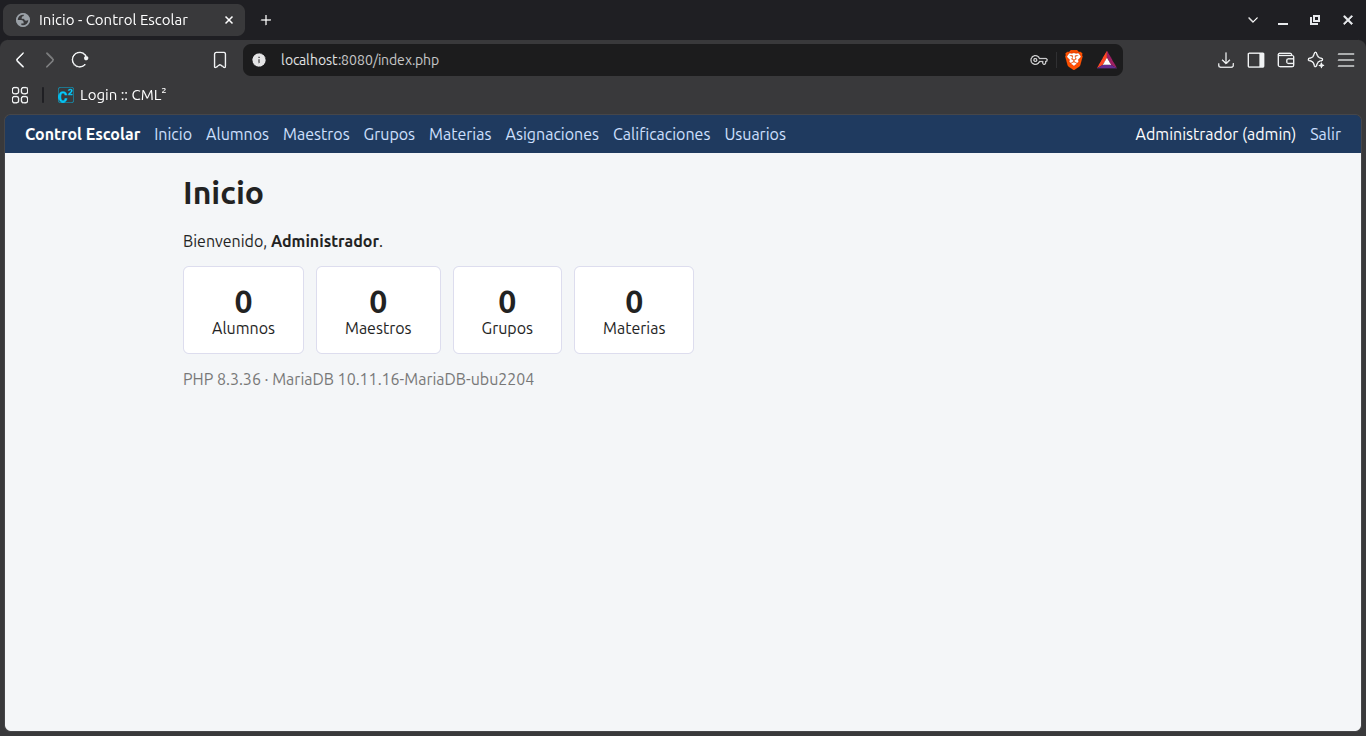 Inicio - Control Escolar
localhost:8080/index.php
Login :: CML²
Control Escolar Inicio Alumnos Maestros Grupos Materias Asignaciones Calificaciones Usuarios Administrador (admin) Salir
Inicio
Bienvenido, Administrador.
0 0 0 0
Alumnos Maestros Grupos Materias
PHP 8.3.36 · MariaDB 10.11.16-MariaDB-ubu2204